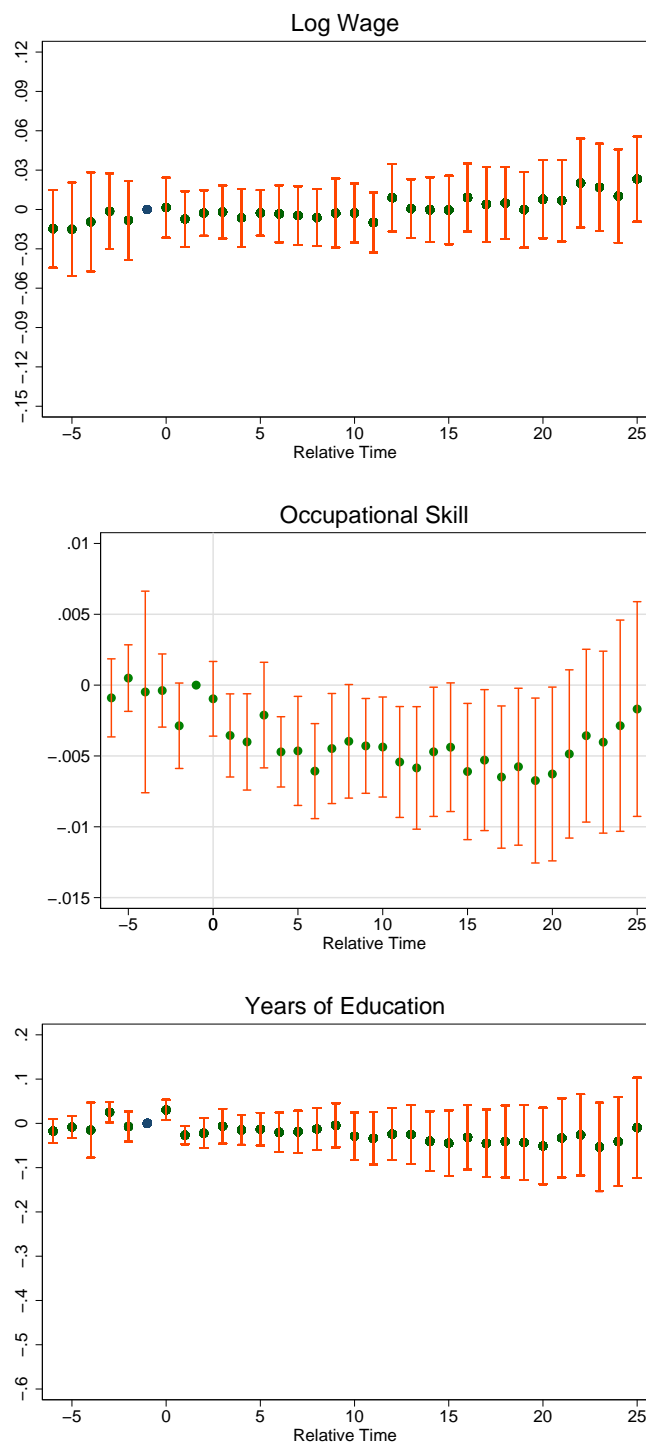 Log Wage
.12
.09
.06
.03
0
−.03
−.06
−.09
−.12
−.15
−5 0 5 10 15 20 25
Relative Time
Occupational Skill
.01
.005
0
−.005
−.01
−.015
−5 0 5 10 15 20 25
Relative Time
Years of Education
.2
.1
0
−.1
−.2
−.3
−.4
−.5
−.6
−5 0 5 10 15 20 25
Relative Time